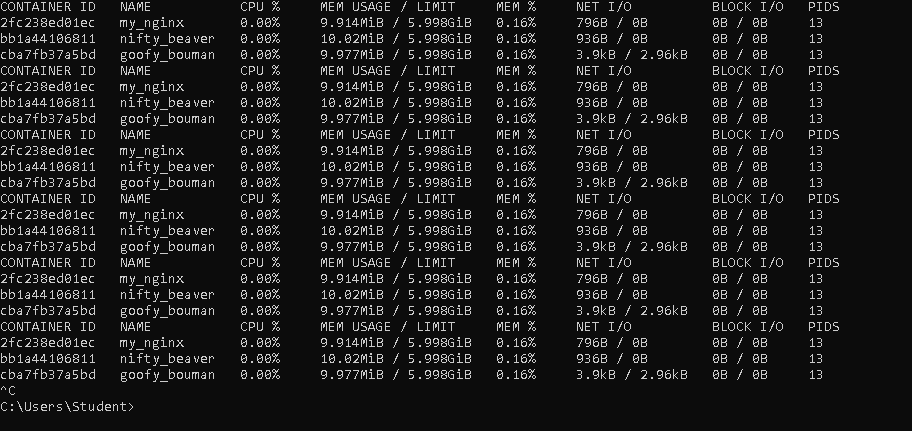 CONTAINER ID   NAME           CPU %     MEM USAGE / LIMIT     MEM %     NET I/O          BLOCK I/O   PIDS
2fc238ed01ec   my_nginx       0.00%     9.914MiB / 5.998GiB   0.16%     796B / 0B        0B / 0B     13
bb1a44106811   nifty_beaver   0.00%     10.02MiB / 5.998GiB   0.16%     936B / 0B        0B / 0B     13
cba7fb37a5bd   goofy_bouman   0.00%     9.977MiB / 5.998GiB   0.16%     3.9kB / 2.96kB   0B / 0B     13
CONTAINER ID   NAME           CPU %     MEM USAGE / LIMIT     MEM %     NET I/O          BLOCK I/O   PIDS
2fc238ed01ec   my_nginx       0.00%     9.914MiB / 5.998GiB   0.16%     796B / 0B        0B / 0B     13
bb1a44106811   nifty_beaver   0.00%     10.02MiB / 5.998GiB   0.16%     936B / 0B        0B / 0B     13
cba7fb37a5bd   goofy_bouman   0.00%     9.977MiB / 5.998GiB   0.16%     3.9kB / 2.96kB   0B / 0B     13
CONTAINER ID   NAME           CPU %     MEM USAGE / LIMIT     MEM %     NET I/O          BLOCK I/O   PIDS
2fc238ed01ec   my_nginx       0.00%     9.914MiB / 5.998GiB   0.16%     796B / 0B        0B / 0B     13
bb1a44106811   nifty_beaver   0.00%     10.02MiB / 5.998GiB   0.16%     936B / 0B        0B / 0B     13
cba7fb37a5bd   goofy_bouman   0.00%     9.977MiB / 5.998GiB   0.16%     3.9kB / 2.96kB   0B / 0B     13
CONTAINER ID   NAME           CPU %     MEM USAGE / LIMIT     MEM %     NET I/O          BLOCK I/O   PIDS
2fc238ed01ec   my_nginx       0.00%     9.914MiB / 5.998GiB   0.16%     796B / 0B        0B / 0B     13
bb1a44106811   nifty_beaver   0.00%     10.02MiB / 5.998GiB   0.16%     936B / 0B        0B / 0B     13
cba7fb37a5bd   goofy_bouman   0.00%     9.977MiB / 5.998GiB   0.16%     3.9kB / 2.96kB   0B / 0B     13
CONTAINER ID   NAME           CPU %     MEM USAGE / LIMIT     MEM %     NET I/O          BLOCK I/O   PIDS
2fc238ed01ec   my_nginx       0.00%     9.914MiB / 5.998GiB   0.16%     796B / 0B        0B / 0B     13
bb1a44106811   nifty_beaver   0.00%     10.02MiB / 5.998GiB   0.16%     936B / 0B        0B / 0B     13
cba7fb37a5bd   goofy_bouman   0.00%     9.977MiB / 5.998GiB   0.16%     3.9kB / 2.96kB   0B / 0B     13
CONTAINER ID   NAME           CPU %     MEM USAGE / LIMIT     MEM %     NET I/O          BLOCK I/O   PIDS
2fc238ed01ec   my_nginx       0.00%     9.914MiB / 5.998GiB   0.16%     796B / 0B        0B / 0B     13
bb1a44106811   nifty_beaver   0.00%     10.02MiB / 5.998GiB   0.16%     936B / 0B        0B / 0B     13
cba7fb37a5bd   goofy_bouman   0.00%     9.977MiB / 5.998GiB   0.16%     3.9kB / 2.96kB   0B / 0B     13
^C
C:\Users\Student>